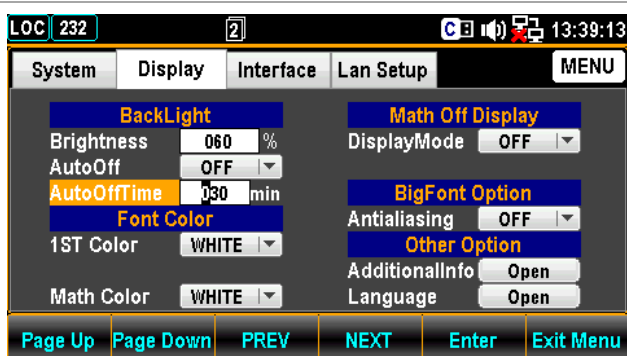 LOC 232 2 C 13:39:13
System Display Interface Lan Setup MENU
BackLight
Brightness 060 %
AutoOff OFF
AutoOffTime 030 min
Font Color
1ST Color WHITE
Math Color WHITE
Math Off Display
DisplayMode OFF
BigFont Option
Antialiasing OFF
Other Option
AdditionalInfo Open
Language Open
Page Up Page Down PREV NEXT Enter Exit Menu